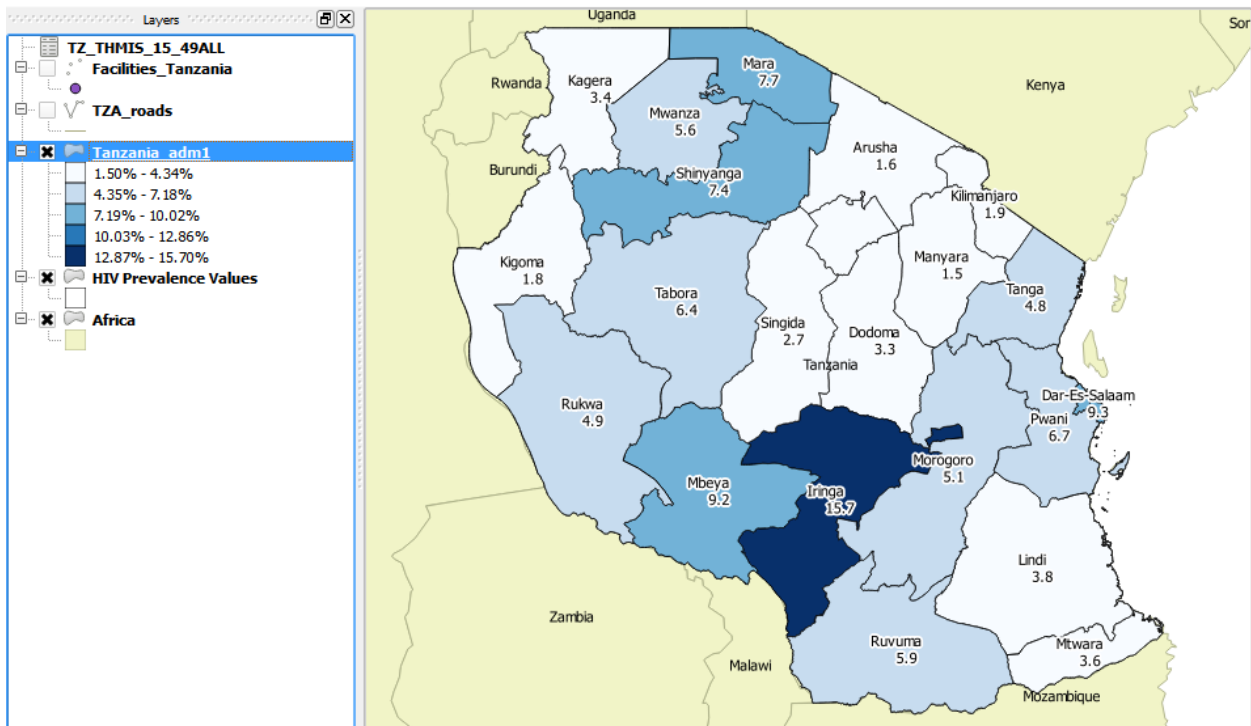 Layers
TZ_THMIS_15_49ALL
Facilities_Tanzania
TZA_roads
Tanzania_adm1
1.50% - 4.34%
4.35% - 7.18%
7.19% - 10.02%
10.03% - 12.86%
12.87% - 15.70%
HIV Prevalence Values
Africa
Uganda
Rwanda
Kenya
Burundi
Kagera
3.4
Mara
7.7
Mwanza
5.6
Arusha
1.6
Shinyanga
7.4
Kilimanjaro
1.9
Kigoma
1.8
Manyara
1.5
Tabora
6.4
Tanga
4.8
Singida
2.7
Dodoma
3.3
Tanzania
Dar-Es-Salaam
9.3
Rukwa
4.9
Pwani
6.7
Morogoro
5.1
Mbeya
9.2
Iringa
15.7
Lindi
3.8
Zambia
Ruvuma
5.9
Mtwara
3.6
Malawi
Mozambique